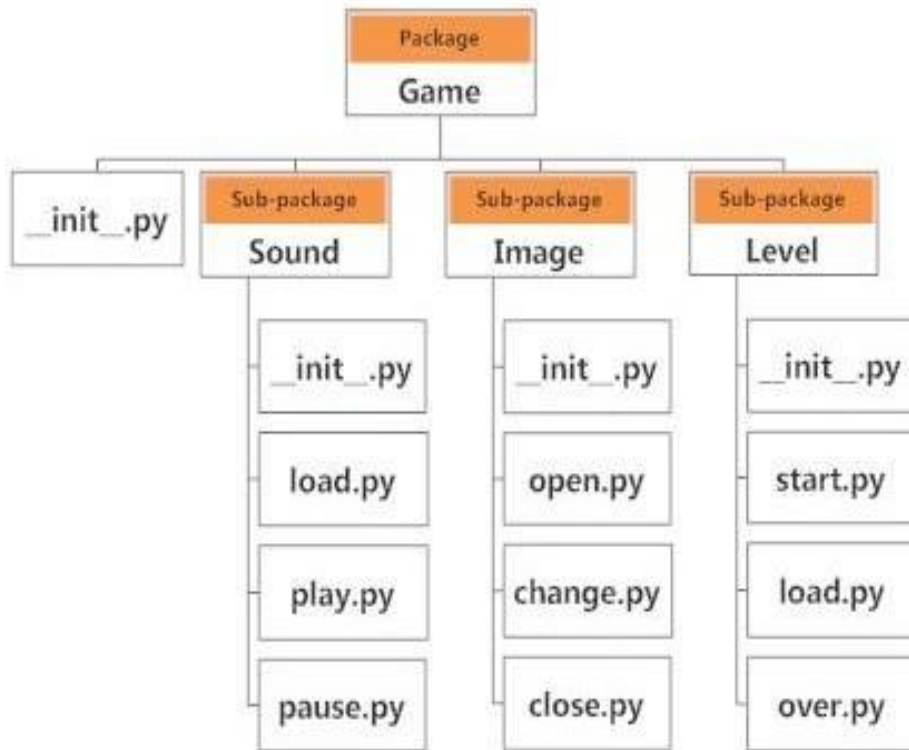 Package
Game
__init__.py
Sub-package
Sound
Sub-package
Image
Sub-package
Level
__init__.py
load.py
play.py
pause.py
__init__.py
open.py
change.py
close.py
__init__.py
start.py
load.py
over.py